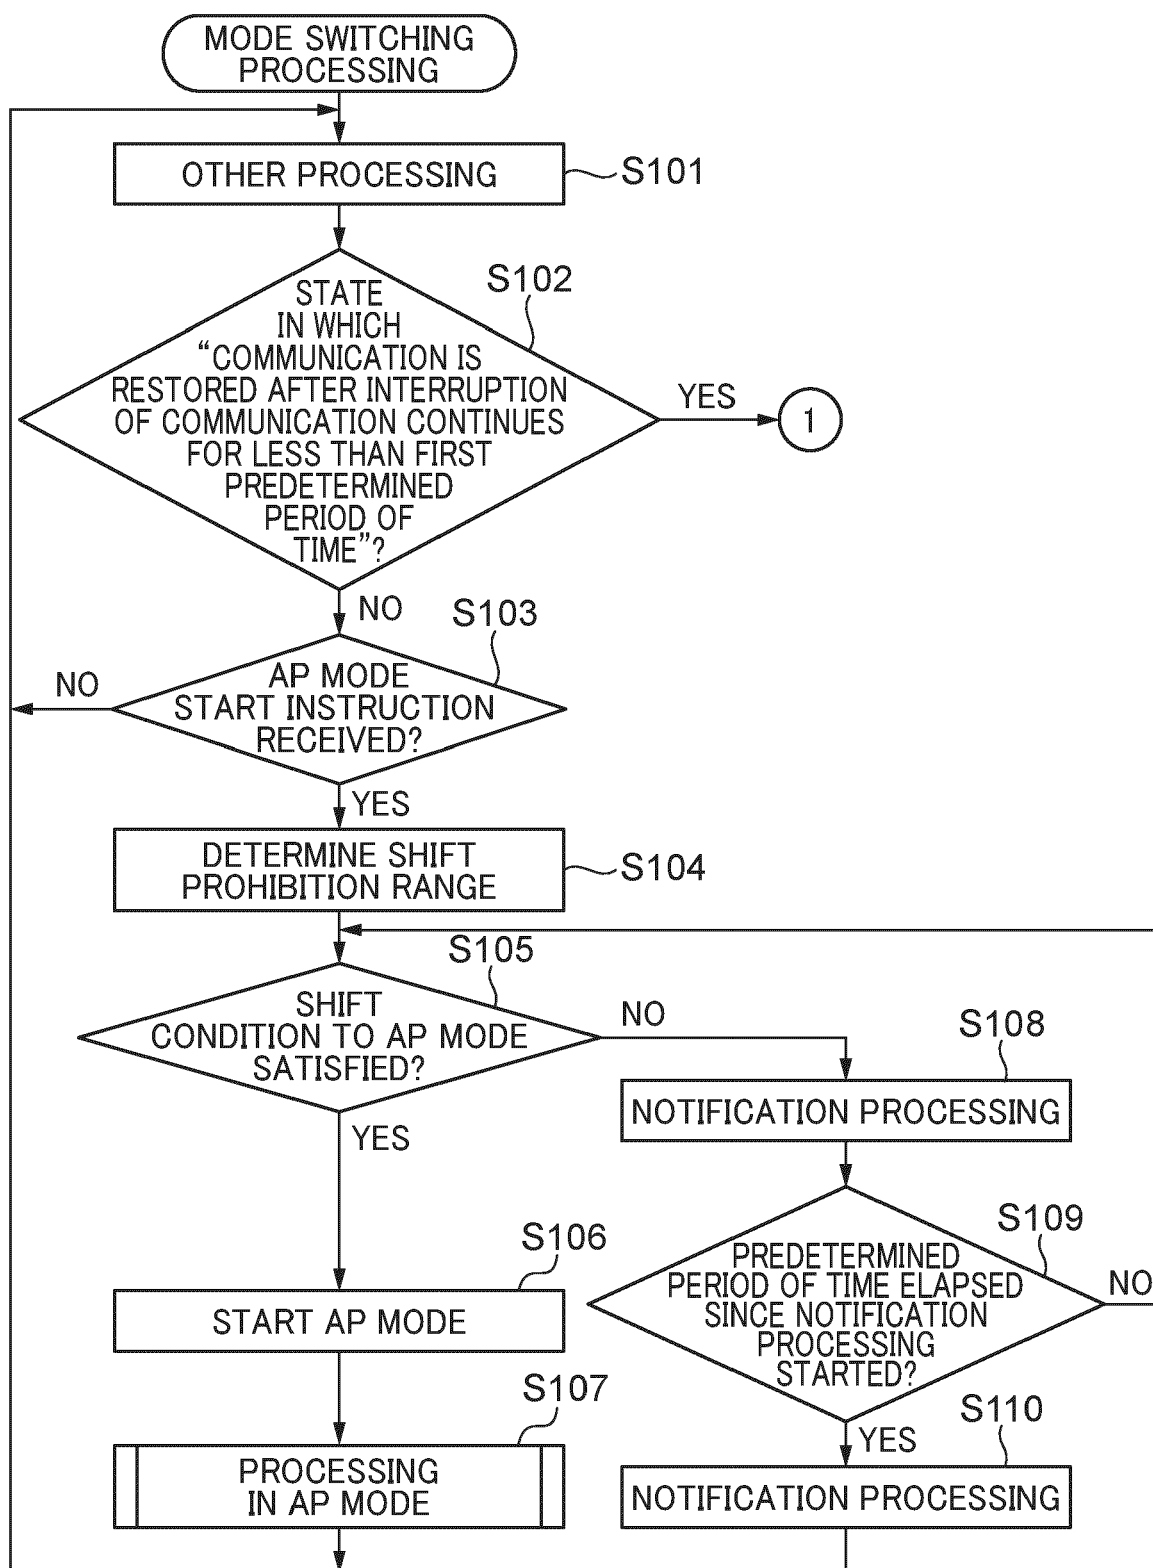 MODE SWITCHING
PROCESSING
OTHER PROCESSING
S101
S102
STATE
IN WHICH
“COMMUNICATION IS
RESTORED AFTER INTERRUPTION
OF COMMUNICATION CONTINUES
FOR LESS THAN FIRST
PREDETERMINED
PERIOD OF
TIME”?
YES
1
NO
S103
AP MODE
START INSTRUCTION
RECEIVED?
NO
YES
DETERMINE SHIFT
PROHIBITION RANGE
S104
S105
SHIFT
CONDITION TO AP MODE
SATISFIED?
NO
YES
S108
NOTIFICATION PROCESSING
S109
PREDETERMINED
PERIOD OF TIME ELAPSED
SINCE NOTIFICATION
PROCESSING
STARTED?
NO
YES
S106
START AP MODE
S107
PROCESSING
IN AP MODE
S110
NOTIFICATION PROCESSING